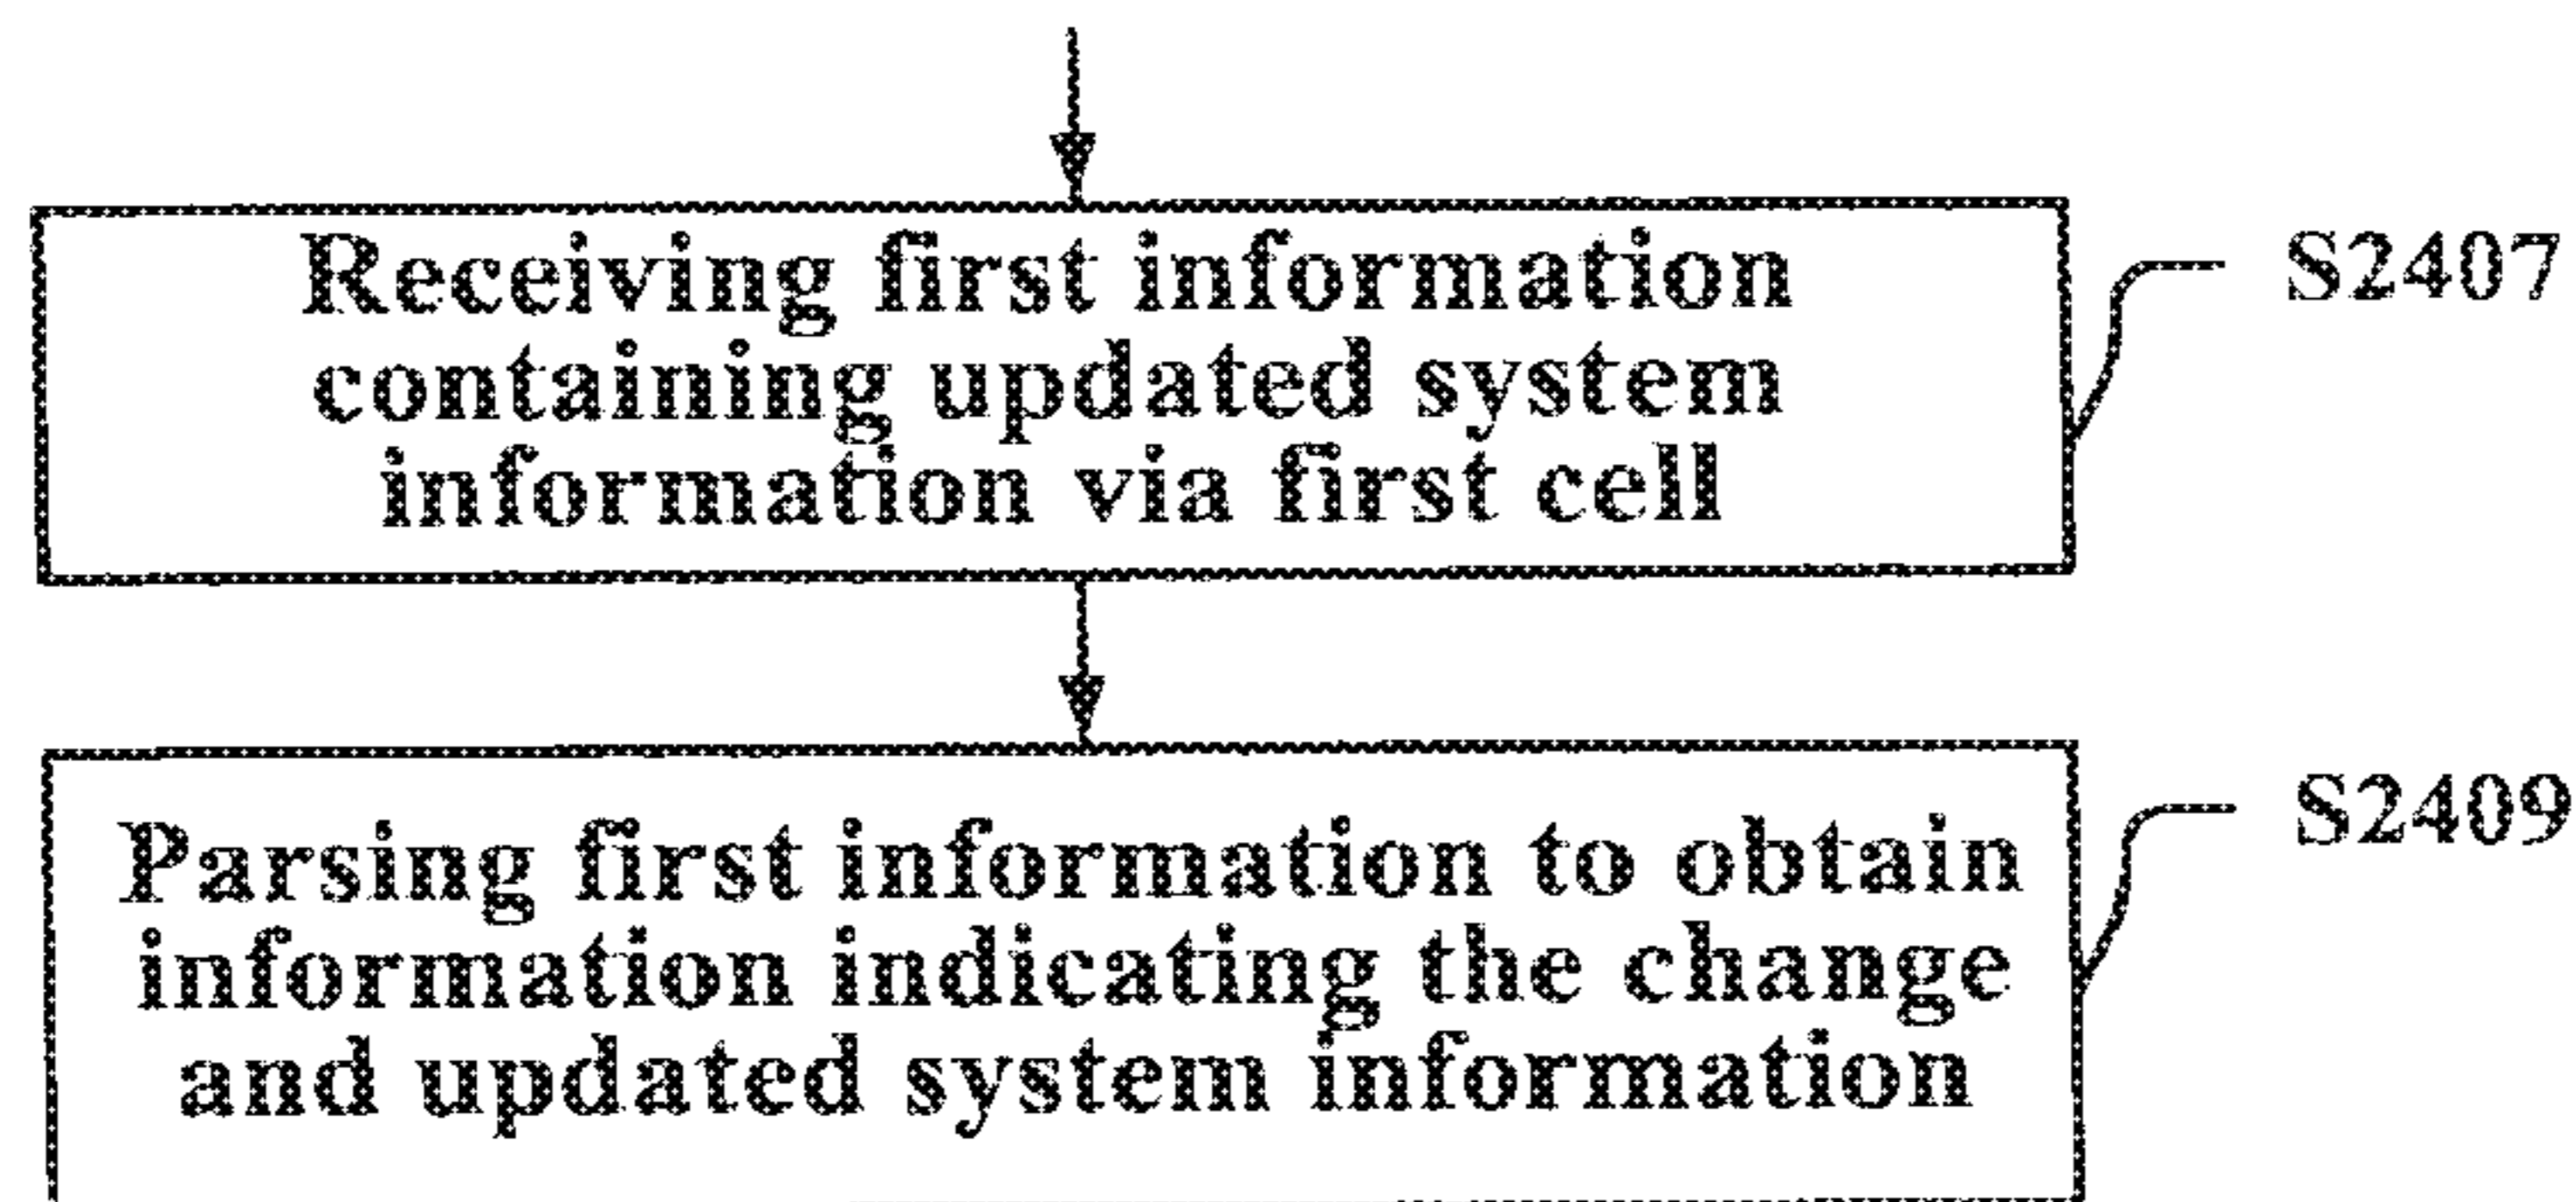 Receiving first information
containing updated system
information via first cell
S2407
Parsing first information to obtain
information indicating the change
and updated system information
S2409